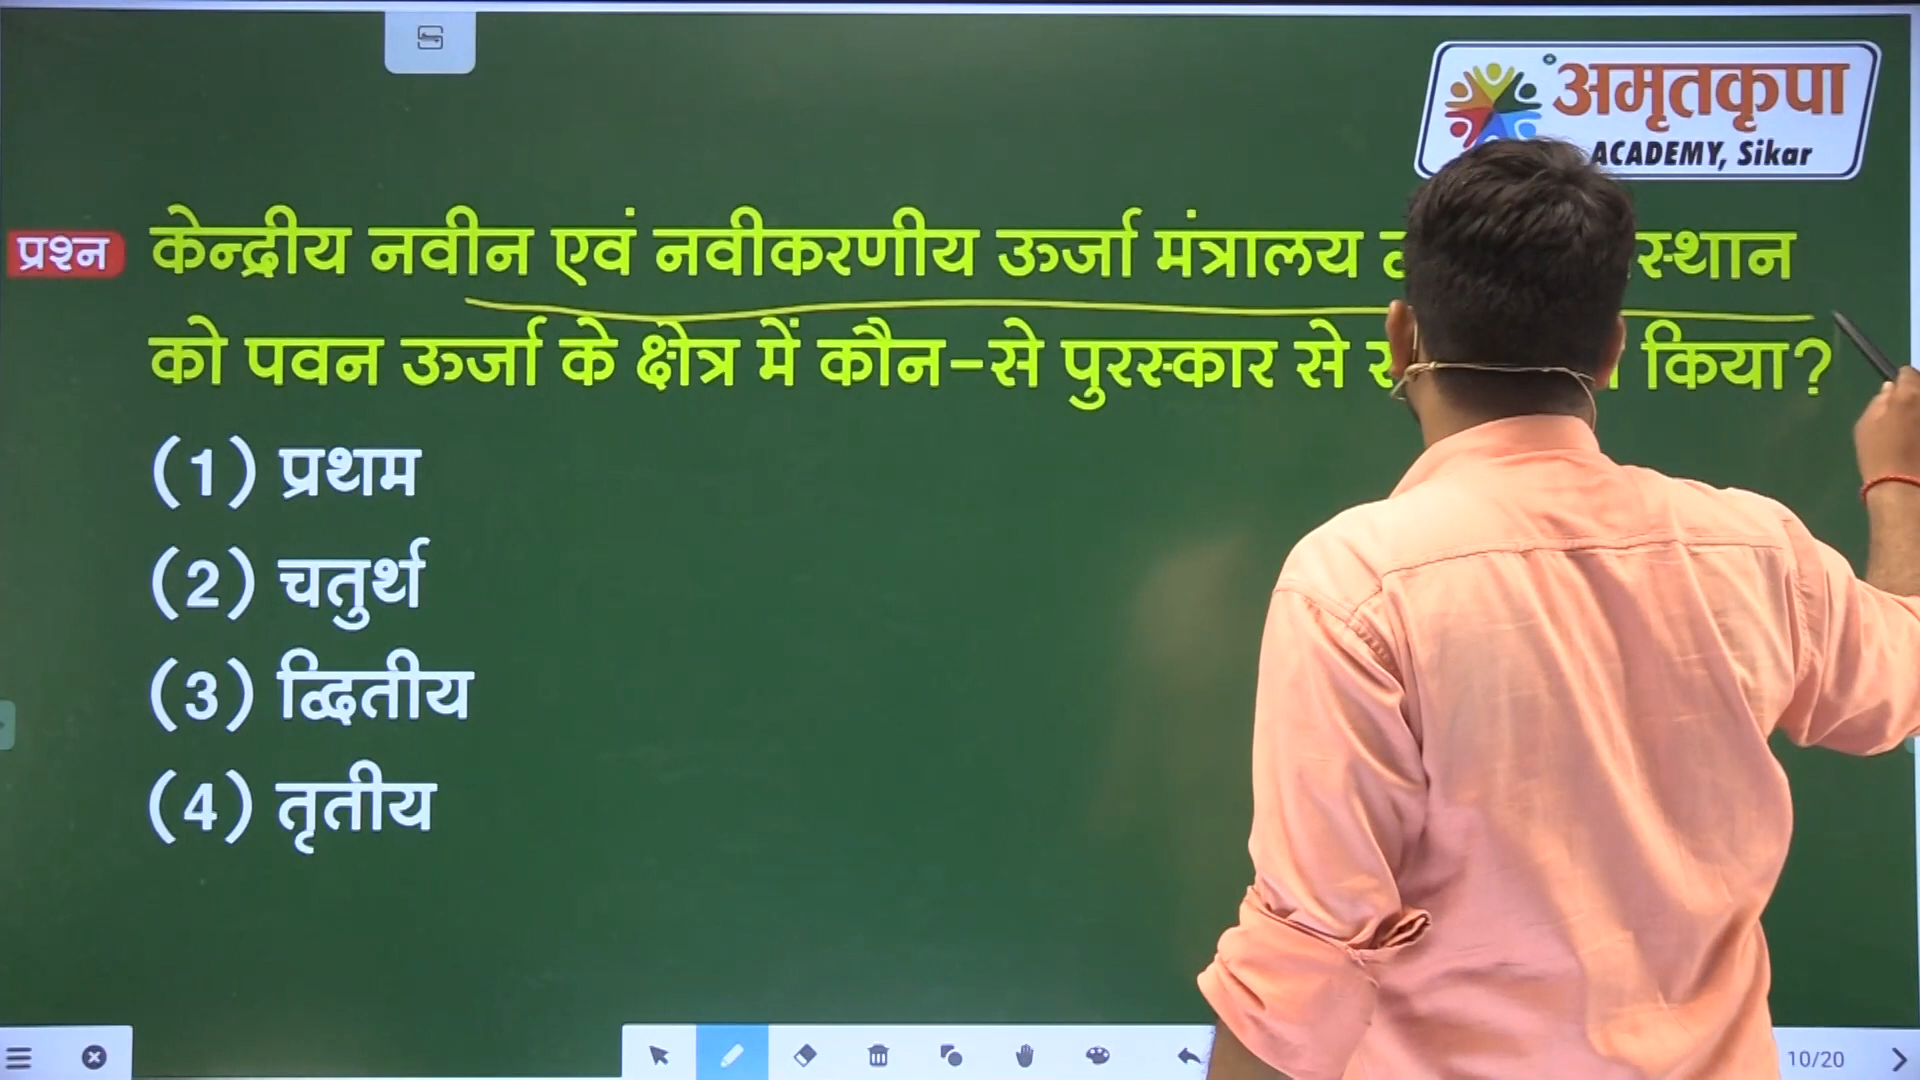 अमृतकृपा
ACADEMY, Sikar
प्रश्न केन्द्रीय नवीन एवं नवीकरणीय ऊर्जा मंत्रालय
को पवन ऊर्जा के क्षेत्र में कौन-से पुरस्कार से किया?
(1) प्रथम
(2) चतुर्थ
(3) द्वितीय
(4) तृतीय
10/20